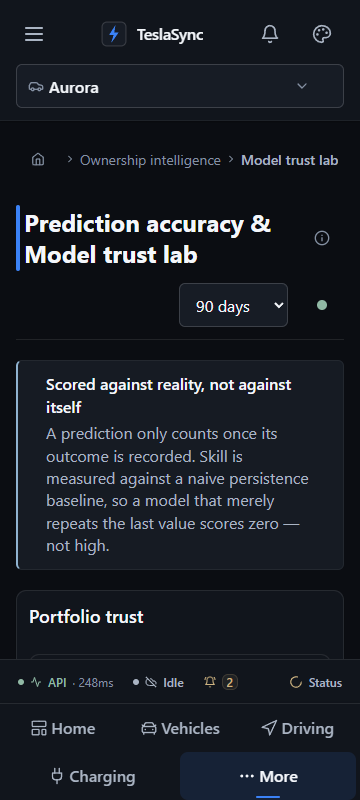 TeslaSync
Aurora
Ownership intelligence
Model trust lab
Prediction accuracy &
Model trust lab
90 days
Scored against reality, not against
itself
A prediction only counts once its
outcome is recorded. Skill is
measured against a naive persistence
baseline, so a model that merely
repeats the last value scores zero —
not high.
Portfolio trust
API · 248ms
Idle
2
Status
Home
Vehicles
Driving
Charging
More